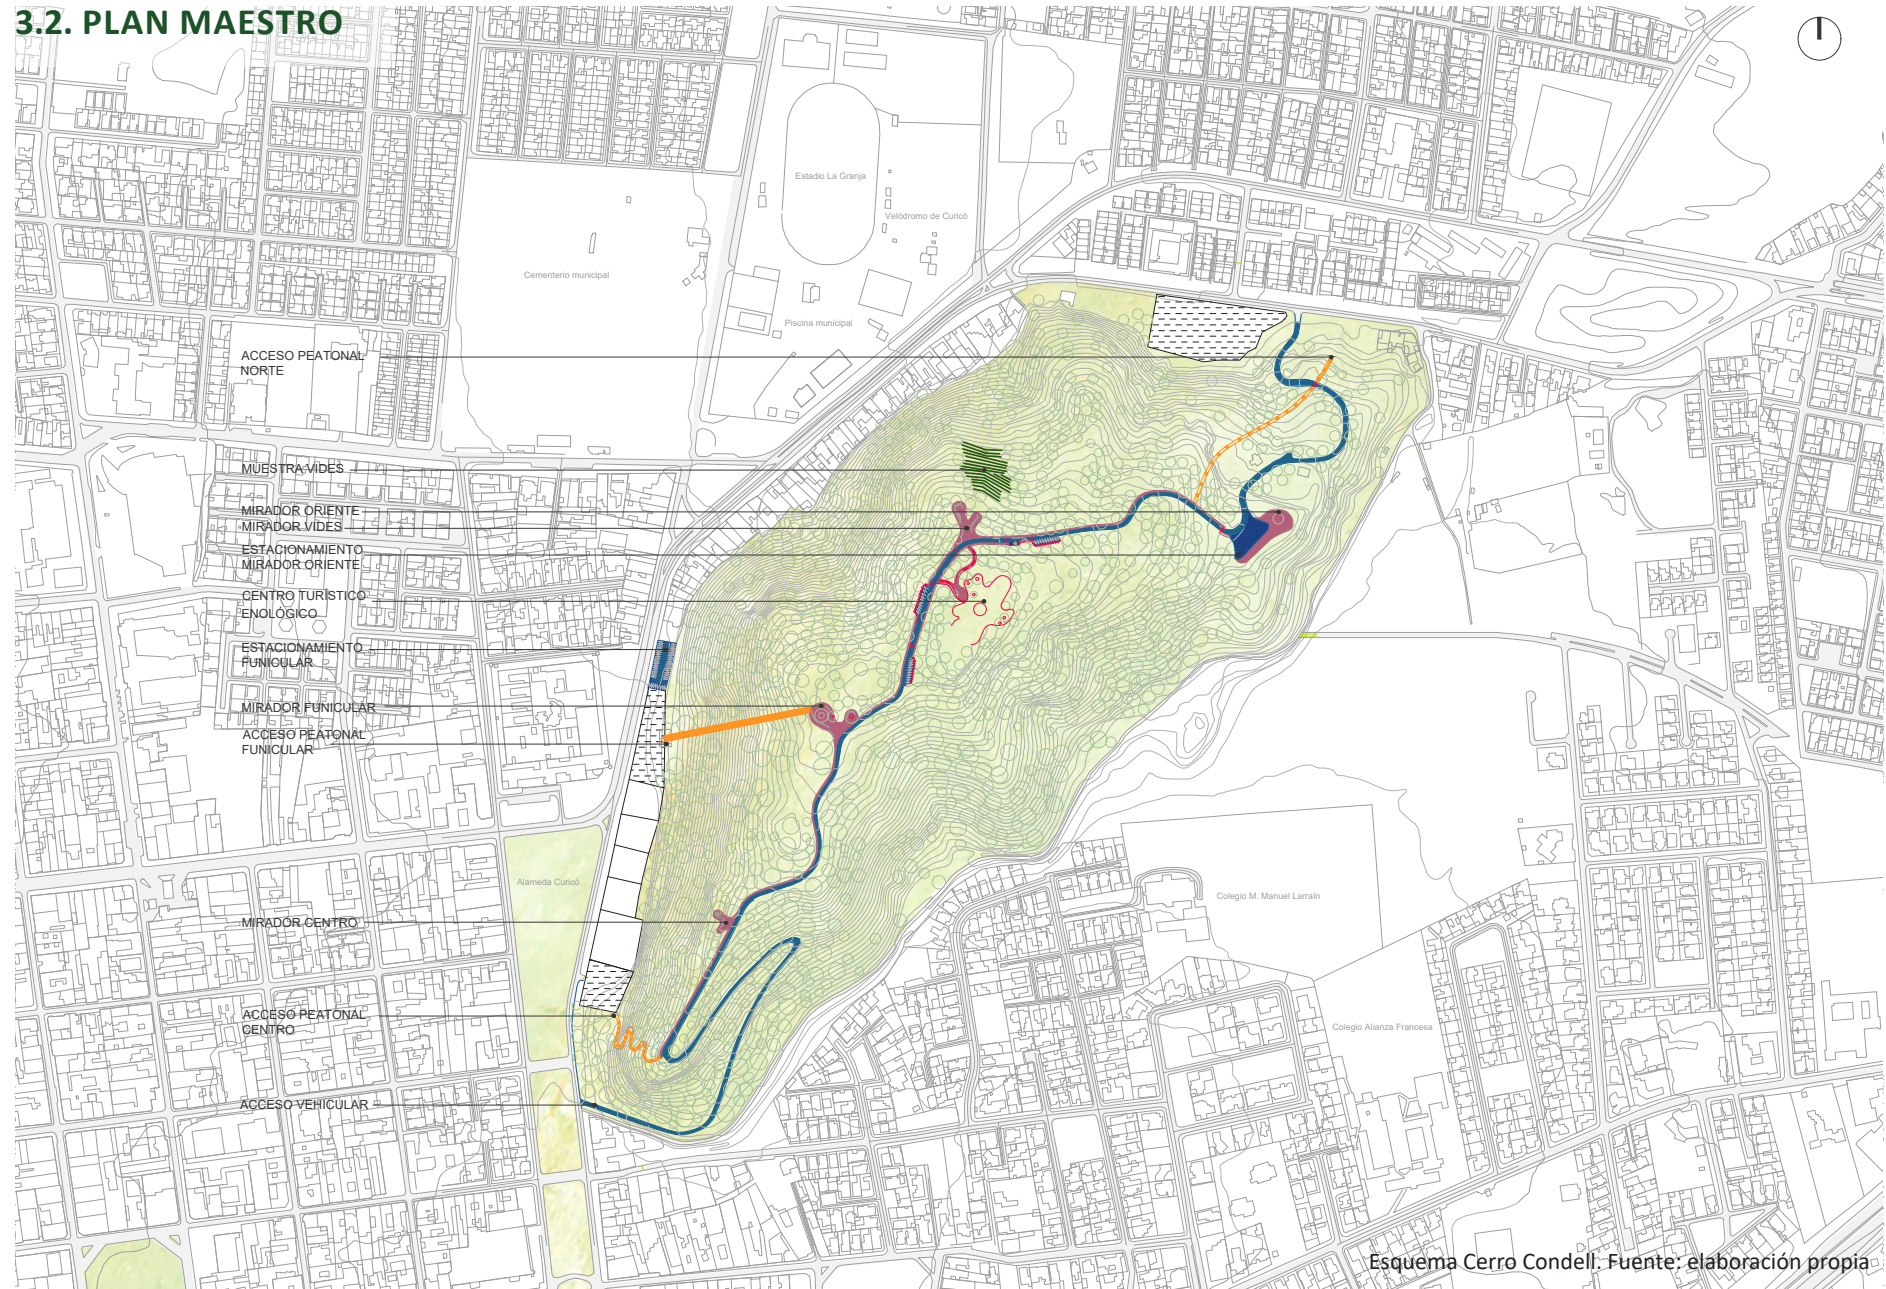 3.2. PLAN MAESTRO
Estadio La Granja
Velódromo de Curicó
Cementerio municipal
Piscina municipal
ACCESO PEATONAL
NORTE
MUESTRA VIDES
MIRADOR ORIENTE
MIRADOR VIDES
ESTACIONAMIENTO
MIRADOR ORIENTE
CENTRO TURÍSTICO
ENOLÓGICO
ESTACIONAMIENTO
FUNICULAR
MIRADOR FUNICULAR
ACCESO PEATONAL
FUNICULAR
Alameda Curicó
Colegio M. Manuel Larraín
MIRADOR CENTRO
ACCESO PEATONAL
CENTRO
Colegio Alianza Francesa
ACCESO VEHICULAR
Esquema Cerro Condell. Fuente: elaboración propia